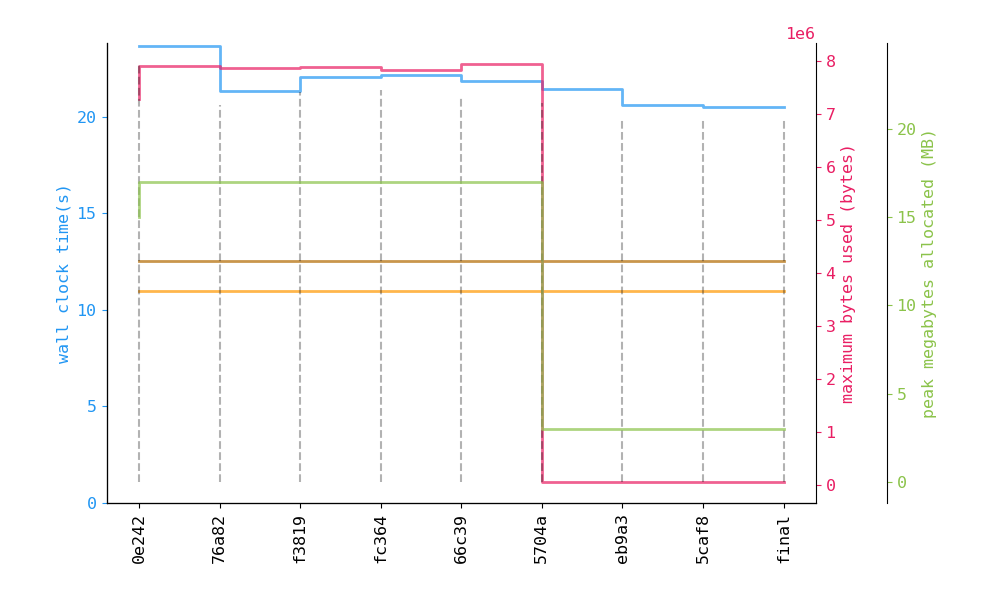 1e6
wall clock time(s)
20
15
10
5
0
8
7
6
5
4
3
2
1
0
maximum bytes used (bytes)
20
15
10
5
0
peak megabytes allocated (MB)
0e242
76a82
f3819
fc364
66c39
5704a
eb9a3
5caf8
final